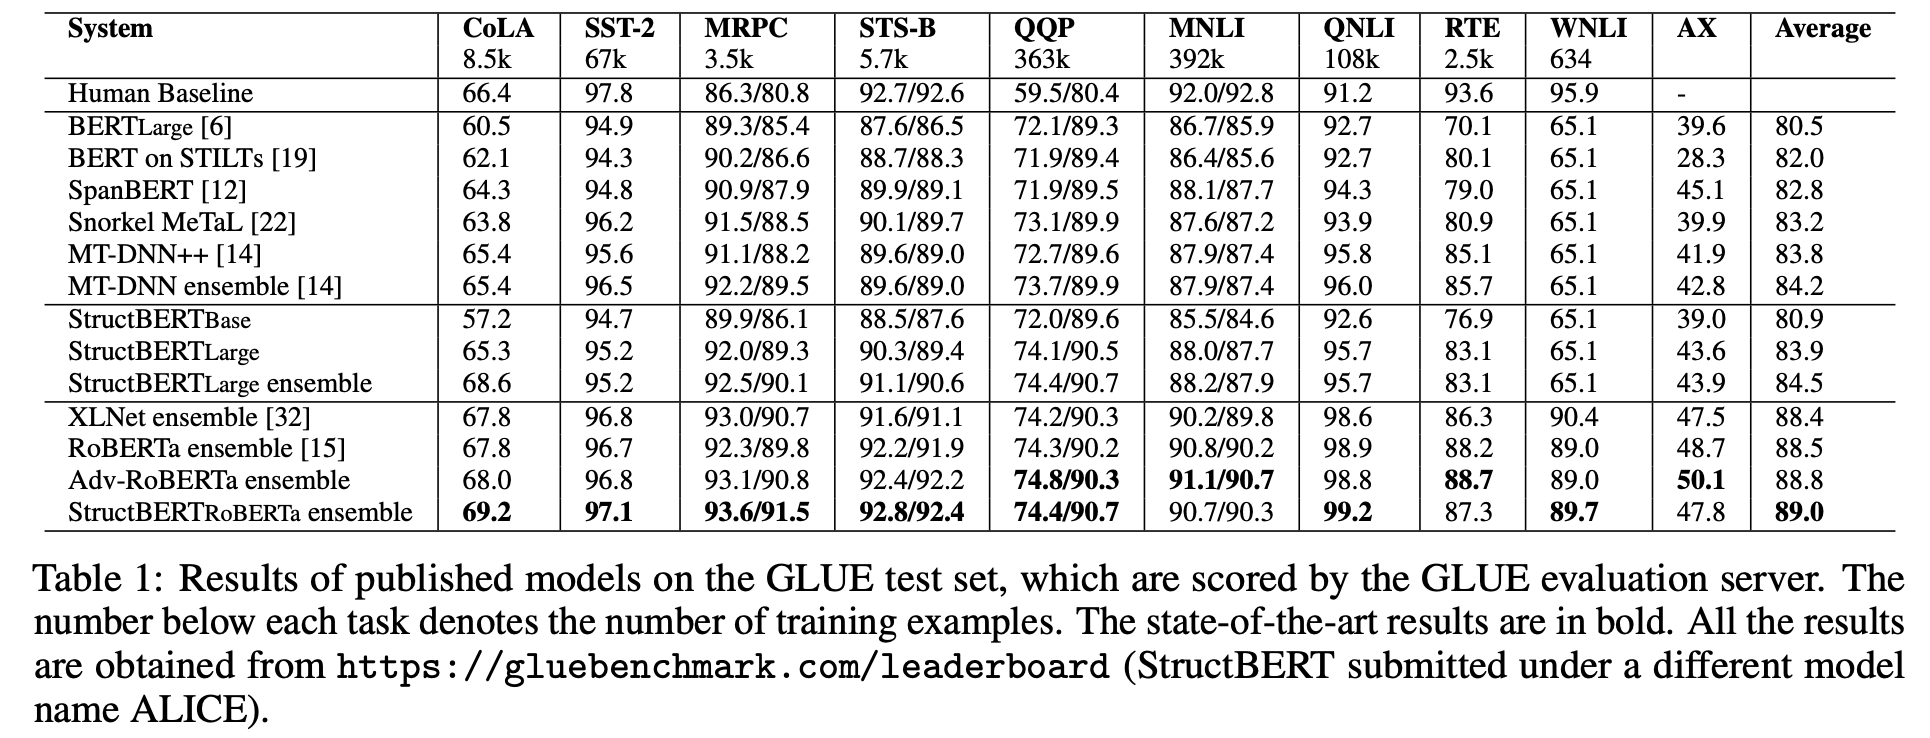 System CoLA SST-2 MRPC STS-B QQP MNLI QNLI RTE WNLI AX Average
8.5k 67k 3.5k 5.7k 363k 392k 108k 2.5k 634
Human Baseline 66.4 97.8 86.3/80.8 92.7/92.6 59.5/80.4 92.0/92.8 91.2 93.6 95.9 -
BERTLarge [6] 60.5 94.9 89.3/85.4 87.6/86.5 72.1/89.3 86.7/85.9 92.7 70.1 65.1 39.6 80.5
BERT on STILTs [19] 62.1 94.3 90.2/86.6 88.7/88.3 71.9/89.4 86.4/85.6 92.7 80.1 65.1 28.3 82.0
SpanBERT [12] 64.3 94.8 90.9/87.9 89.9/89.1 71.9/89.5 88.1/87.7 94.3 79.0 65.1 45.1 82.8
Snorkel MeTaL [22] 63.8 96.2 91.5/88.5 90.1/89.7 73.1/89.9 87.6/87.2 93.9 80.9 65.1 39.9 83.2
MT-DNN++ [14] 65.4 95.6 91.1/88.2 89.6/89.0 72.7/89.6 87.9/87.4 95.8 85.1 65.1 41.9 83.8
MT-DNN ensemble [14] 65.4 96.5 92.2/89.5 89.6/89.0 73.7/89.9 87.9/87.4 96.0 85.7 65.1 42.8 84.2
StructBERTBase 57.2 94.7 89.9/86.1 88.5/87.6 72.0/89.6 85.5/84.6 92.6 76.9 65.1 39.0 80.9
StructBERTLarge 65.3 95.2 92.0/89.3 90.3/89.4 74.1/90.5 88.0/87.7 95.7 83.1 65.1 43.6 83.9
StructBERTLarge ensemble 68.6 95.2 92.5/90.1 91.1/90.6 74.4/90.7 88.2/87.9 95.7 83.1 65.1 43.9 84.5
XLNet ensemble [32] 67.8 96.8 93.0/90.7 91.6/91.1 74.2/90.3 90.2/89.8 98.6 86.3 90.4 47.5 88.4
RoBERTa ensemble [15] 67.8 96.7 92.3/89.8 92.2/91.9 74.3/90.2 90.8/90.2 98.9 88.2 89.0 48.7 88.5
Adv-RoBERTa ensemble 68.0 96.8 93.1/90.8 92.4/92.2 74.8/90.3 91.1/90.7 98.8 88.7 89.0 50.1 88.8
StructBERTRoBERTa ensemble 69.2 97.1 93.6/91.5 92.8/92.4 74.4/90.7 90.7/90.3 99.2 87.3 89.7 47.8 89.0
Table 1: Results of published models on the GLUE test set, which are scored by the GLUE evaluation server. The
number below each task denotes the number of training examples. The state-of-the-art results are in bold. All the results
are obtained from https://gluebenchmark.com/leaderboard (StructBERT submitted under a different model
name ALICE).